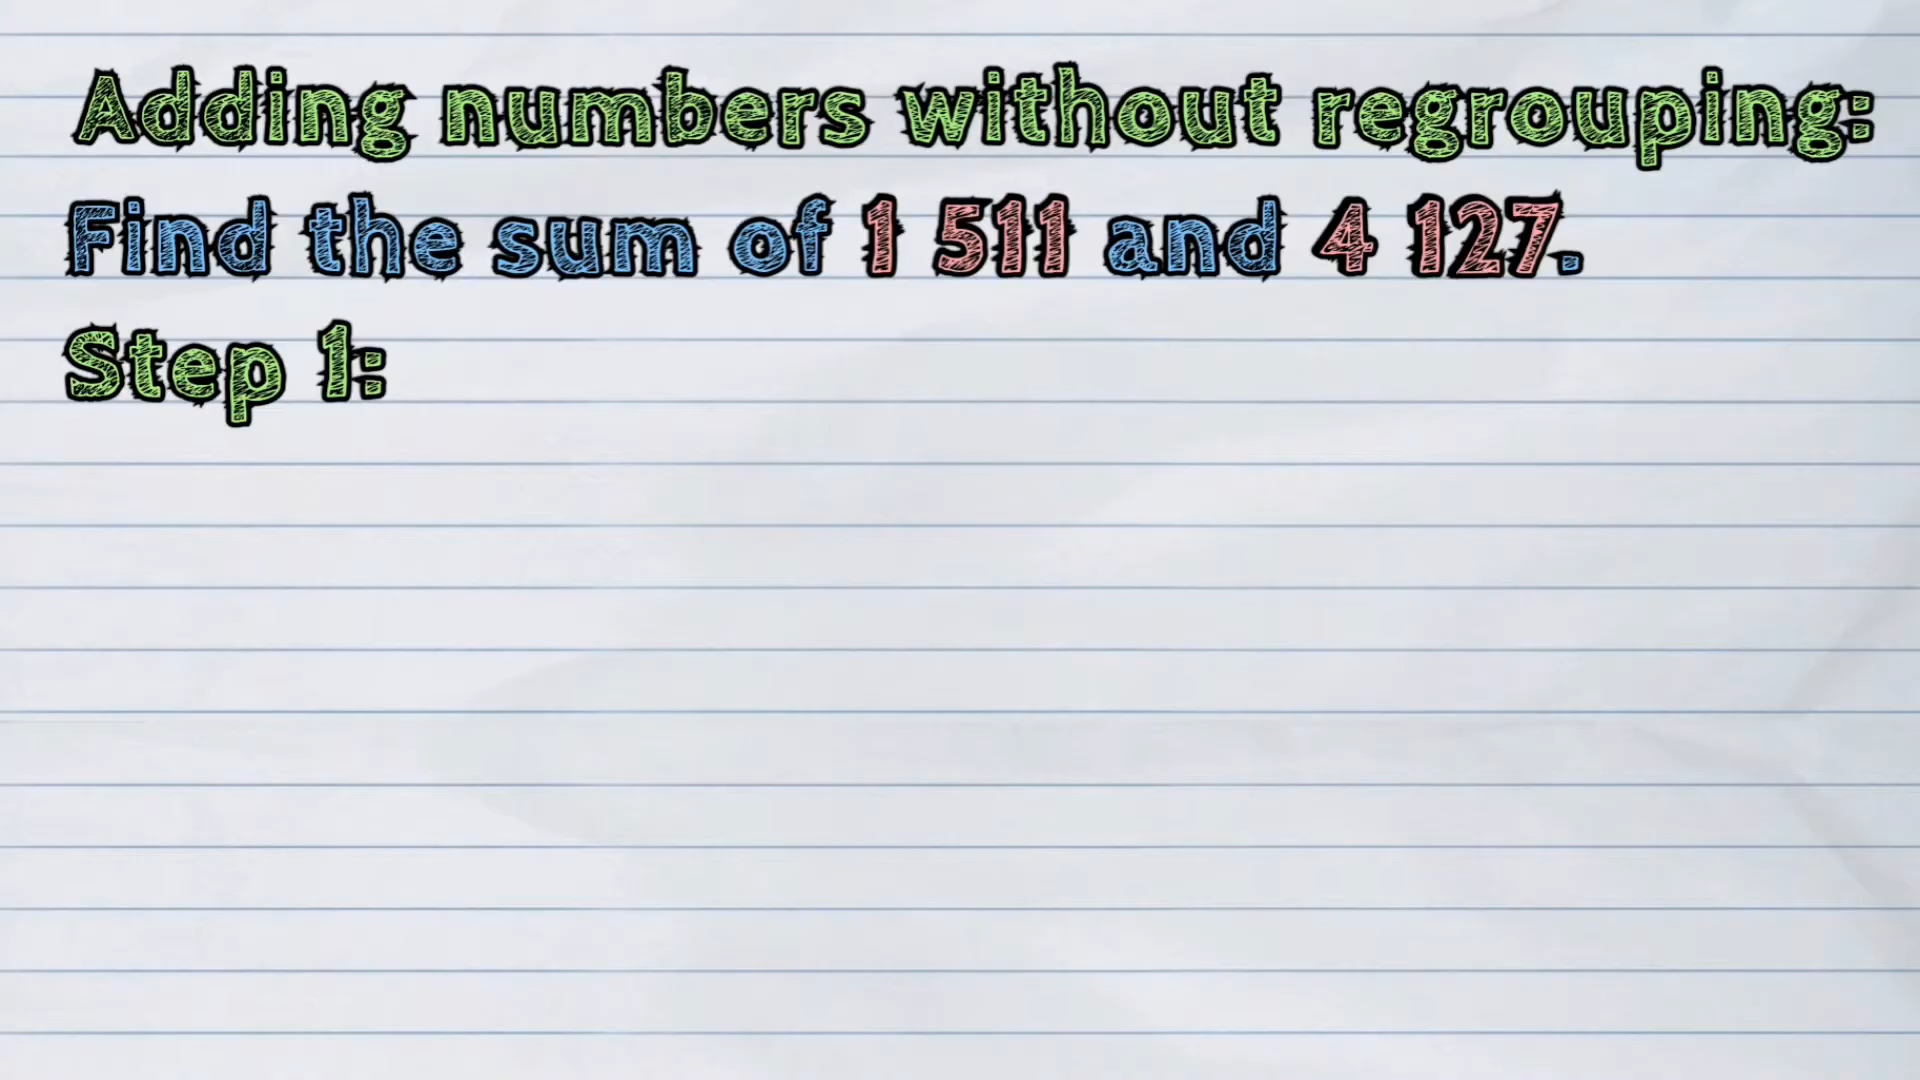 Adding numbers without regrouping:
Find the sum of 1 511 and 4 127.
Step 1: